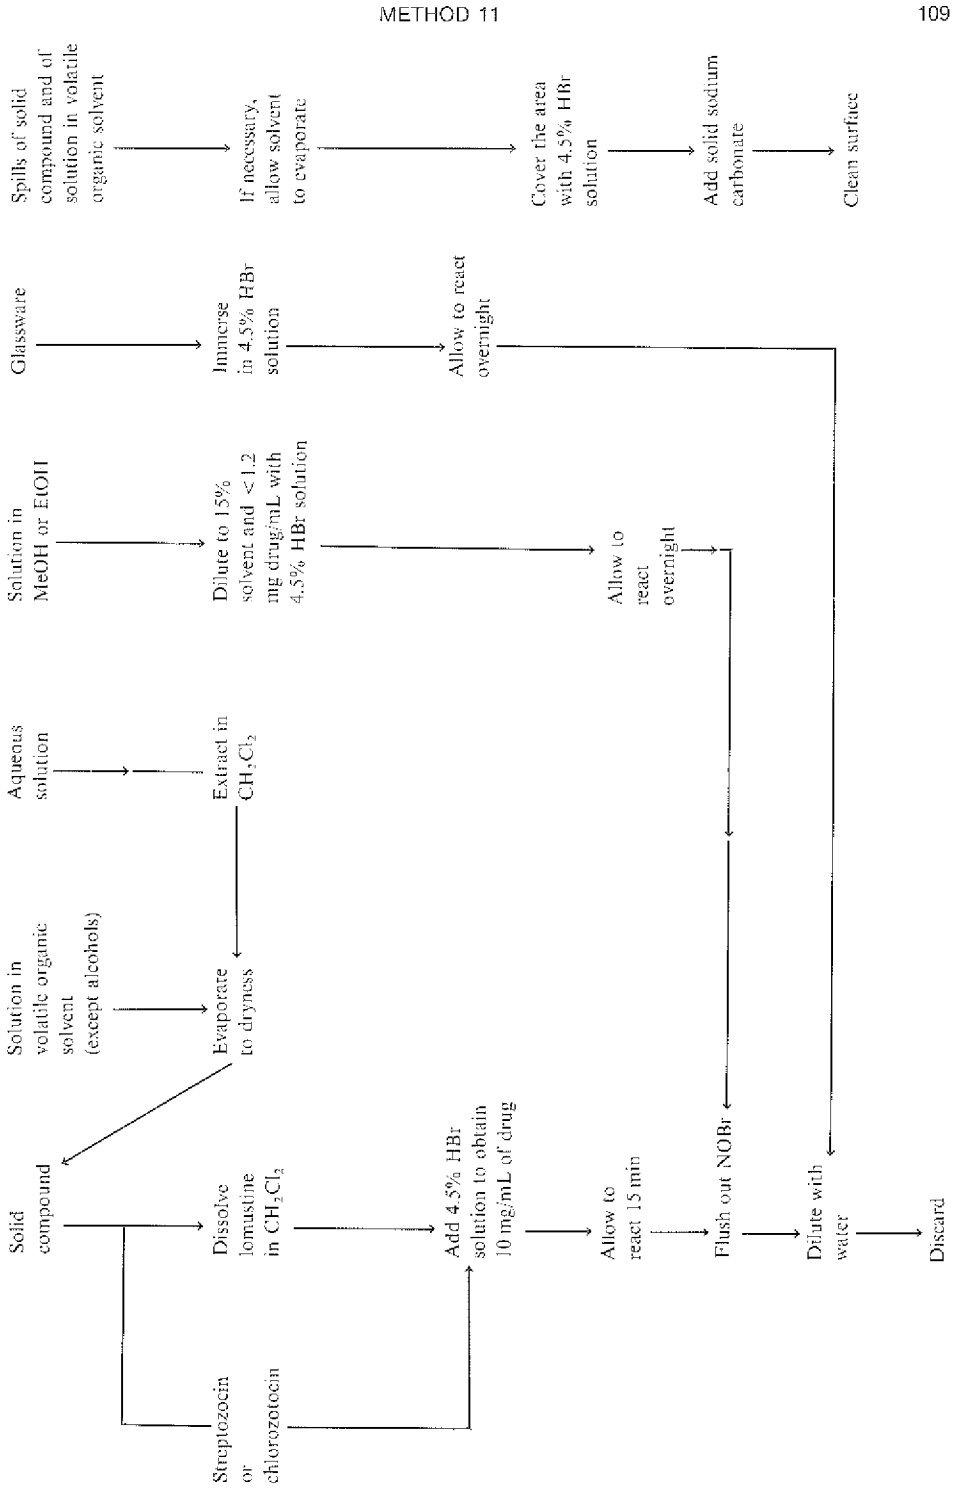 METHOD 11
109
Solid
compound
Solution in
volatile organic
solvent
(except alcohols)
Aqueous
solution
Solution in
MeOH or EtOH
Glassware
Spills of solid
compound and of
solution in volatile
organic solvent
Streptozocin
or
chlorozotocin
Dissolve
lomustine
in CH₂Cl₂
Evaporate
to dryness
Extract in
CH₂Cl₂
Dilute to 15%
solvent and <1.2
mg drug/mL with
4.5% HBr solution
Immerse
in 4.5% HBr
solution
If necessary,
allow solvent
to evaporate
Add 4.5% HBr
solution to obtain
10 mg/mL of drug
Allow to react
overnight
Cover the area
with 4.5% HBr
solution
Allow to
react 15 min
Allow to
react
overnight
Add solid sodium
carbonate
Flush out NOBr
Dilute with
water
Clean surface
Discard